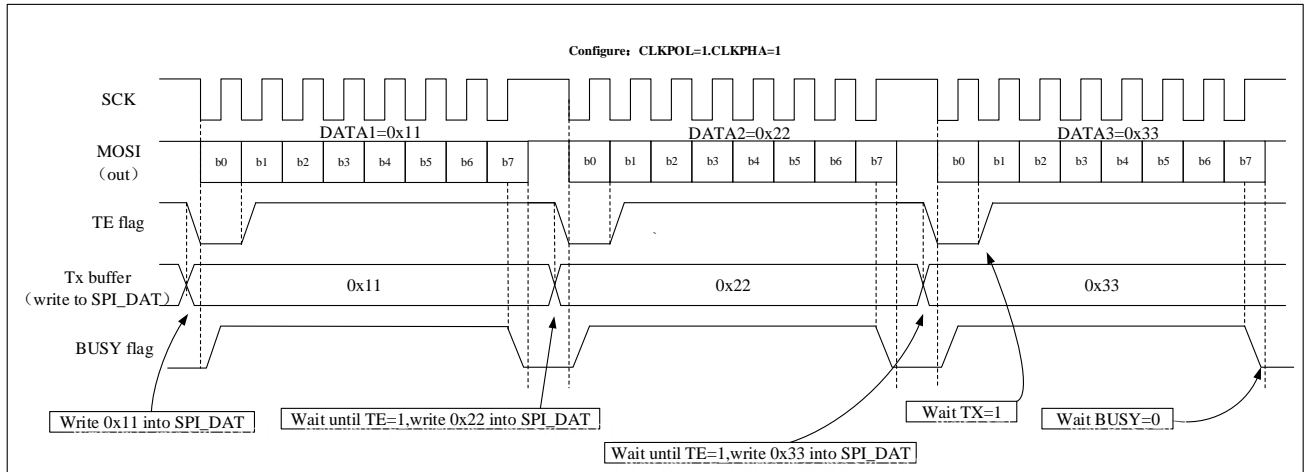 Configure：CLKPOL=1.CLKPHA=1
SCK
DATA1=0x11 DATA2=0x22 DATA3=0x33
MOSI
（out）
b0 b1 b2 b3 b4 b5 b6 b7 b0 b1 b2 b3 b4 b5 b6 b7 b0 b1 b2 b3 b4 b5 b6 b7
TE flag
Tx buffer
（write to SPI_DAT）
0x11 0x22 0x33
BUSY flag
Write 0x11 into SPI_DAT
Wait until TE=1,write 0x22 into SPI_DAT
Wait TX=1
Wait BUSY=0
Wait until TE=1,write 0x33 into SPI_DAT